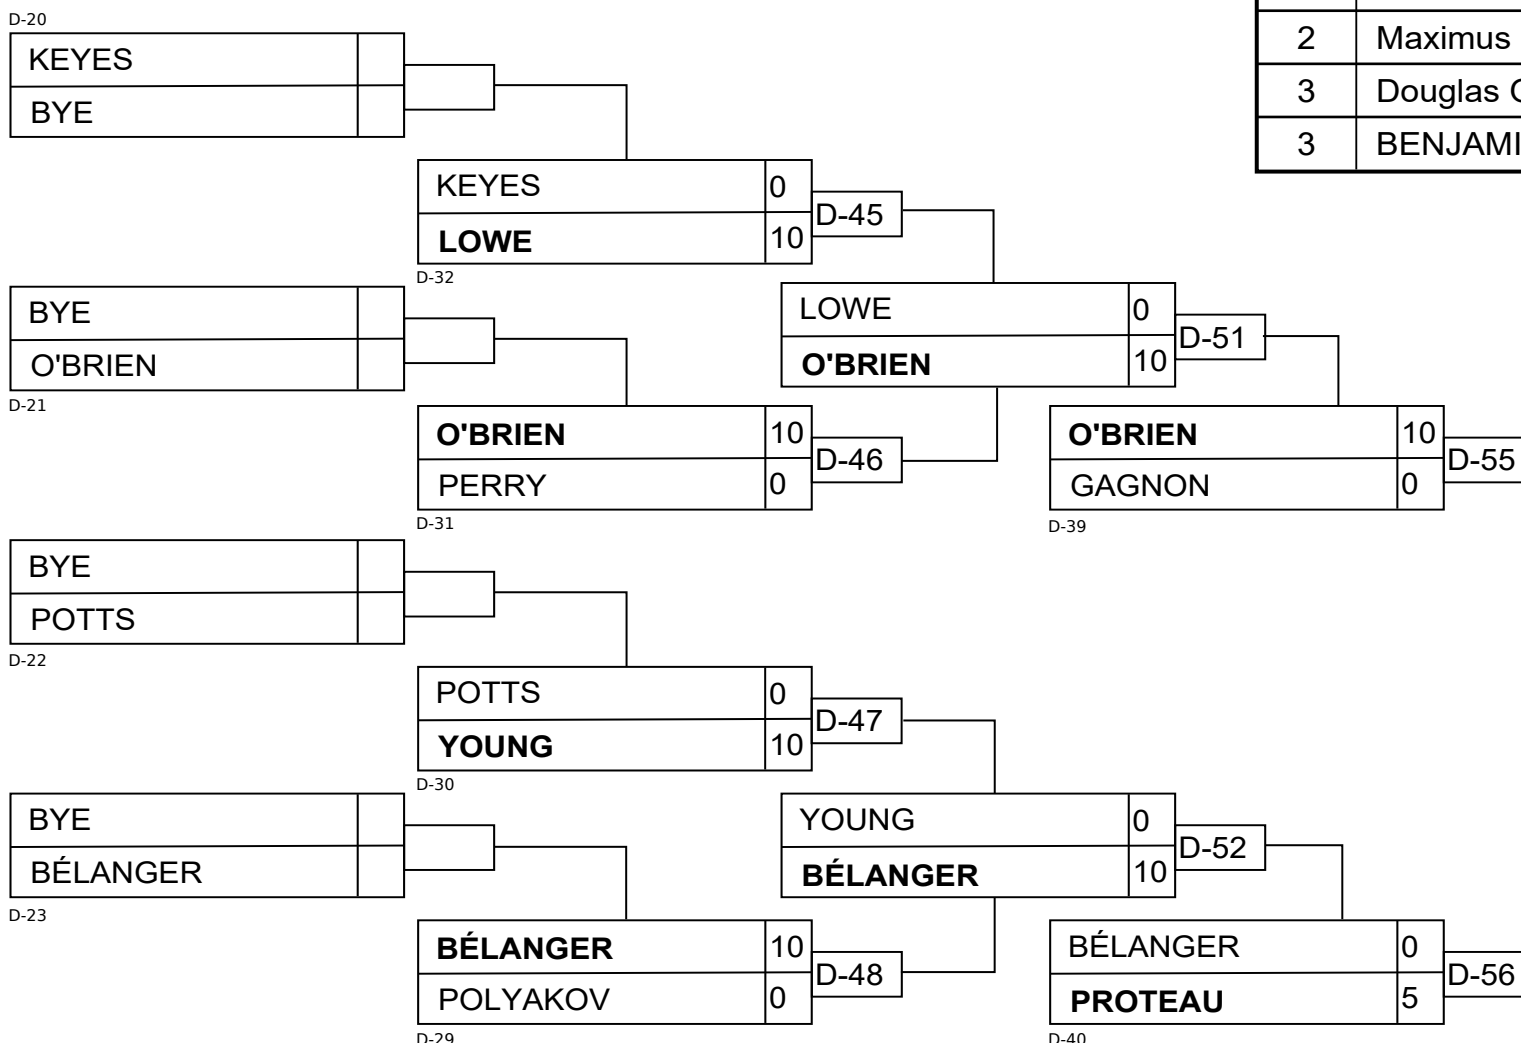 D-20
KEYES
BYE
2 Maximus
3 Douglas
3 BENJAMI
KEYES 0
LOWE 10
D-45
D-32
BYE
O'BRIEN
D-21
LOWE 0
O'BRIEN 10
D-51
O'BRIEN 10
PERRY 0
D-46
D-31
O'BRIEN 10
GAGNON 0
D-55
D-39
BYE
POTTS
D-22
POTTS 0
YOUNG 10
D-47
D-30
BYE
BÉLANGER
D-23
YOUNG 0
BÉLANGER 10
D-52
BÉLANGER 10
POLYAKOV 0
D-48
D-29
BÉLANGER 0
PROTEAU 5
D-56
D-40